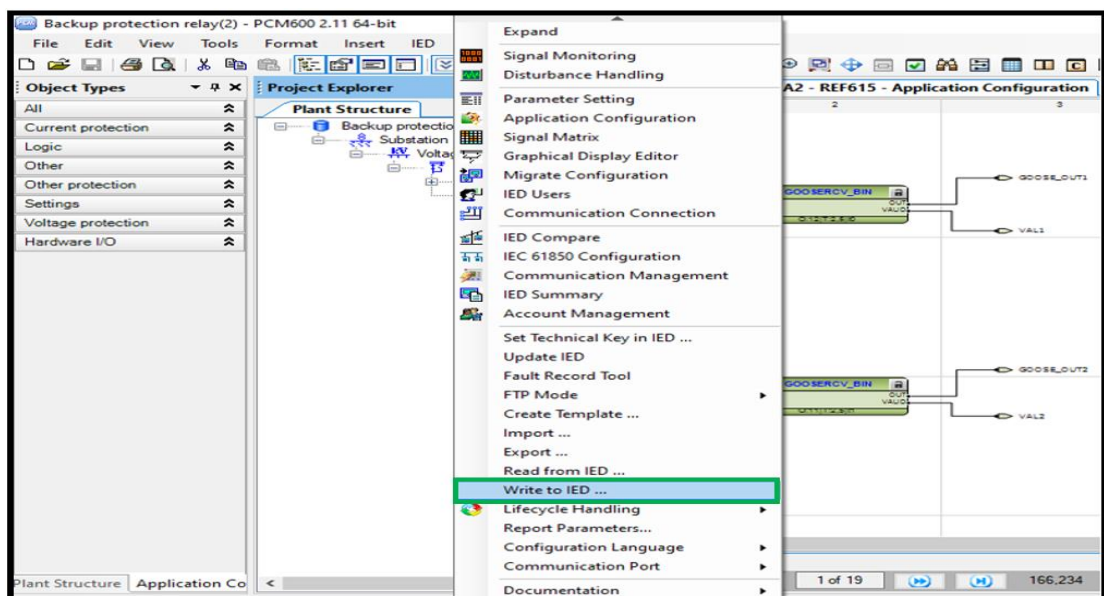 Backup protection relay(2) - PCM600 2.11 64-bit
File Edit View Tools Format Insert IED
Object Types
All
Current protection
Logic
Other
Other protection
Settings
Voltage protection
Hardware I/O
Plant Structure Application Co
Project Explorer
Plant Structure
Backup protectio
Substation
Voltag
Expand
Signal Monitoring
Disturbance Handling
Parameter Setting
Application Configuration
Signal Matrix
Graphical Display Editor
Migrate Configuration
IED Users
Communication Connection
IED Compare
IEC 61850 Configuration
Communication Management
IED Summary
Account Management
Set Technical Key in IED ...
Update IED
Fault Record Tool
FTP Mode
Create Template ...
Import ...
Export ...
Read from IED ...
Write to IED ...
Lifecycle Handling
Report Parameters...
Configuration Language
Communication Port
Documentation
A2 - REF615 - Application Configuration
2 3
GOOSERCV_BIN
OUT
VALID
GOOSE_OUT1
VAL1
GOOSERCV_BIN
OUT
VALID
GOOSE_OUT2
VAL2
1 of 19 166,234